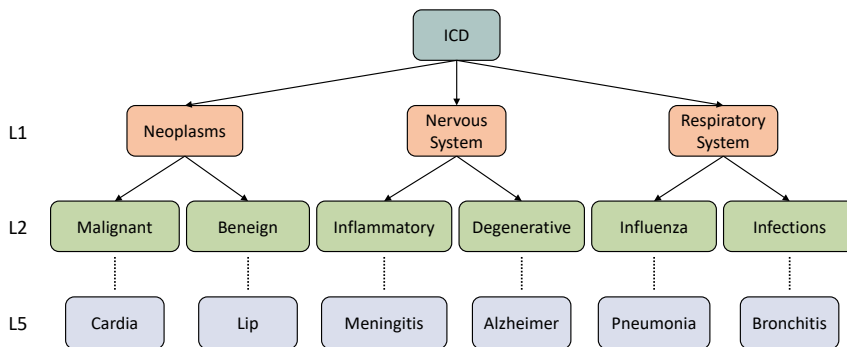 ICD
L1
Neoplasms
Nervous
System
Respiratory
System
L2
Malignant
Beneign
Inflammatory
Degenerative
Influenza
Infections
L5
Cardia
Lip
Meningitis
Alzheimer
Pneumonia
Bronchitis